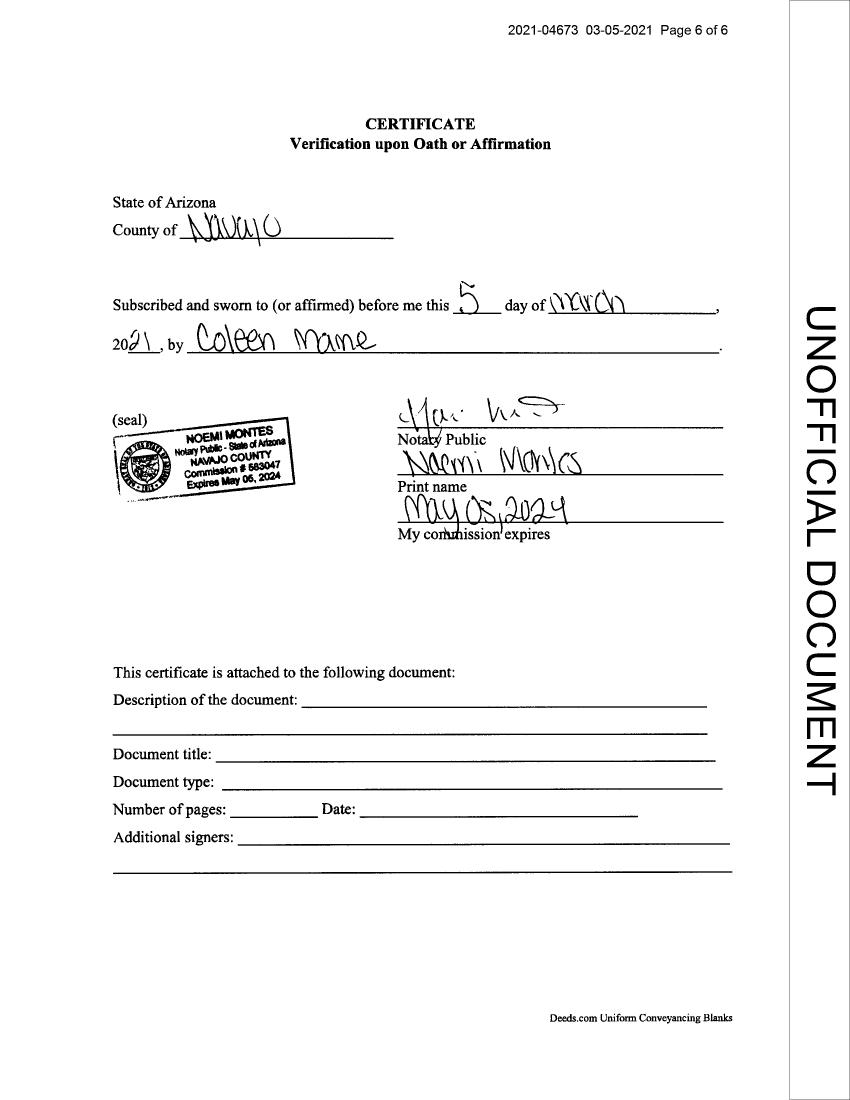 2021-04673 03-05-2021 Page 6 of 6
CERTIFICATE
Verification upon Oath or Affirmation
State of Arizona
County of Navajo
Subscribed and sworn to (or affirmed) before me this 5 day of March,
2021, by Coleen Mame.
(seal)
NOEMI MONTES
Notary Public - State of Arizona
NAVAJO COUNTY
Commission # 583047
Expires May 05, 2024
Notary Public
Noemi Montes
Print name
May 05, 2024
My commission expires
This certificate is attached to the following document:
Description of the document:
Document title:
Document type:
Number of pages: Date:
Additional signers:
Deeds.com Uniform Conveyancing Blanks
UNOFFICIAL DOCUMENT